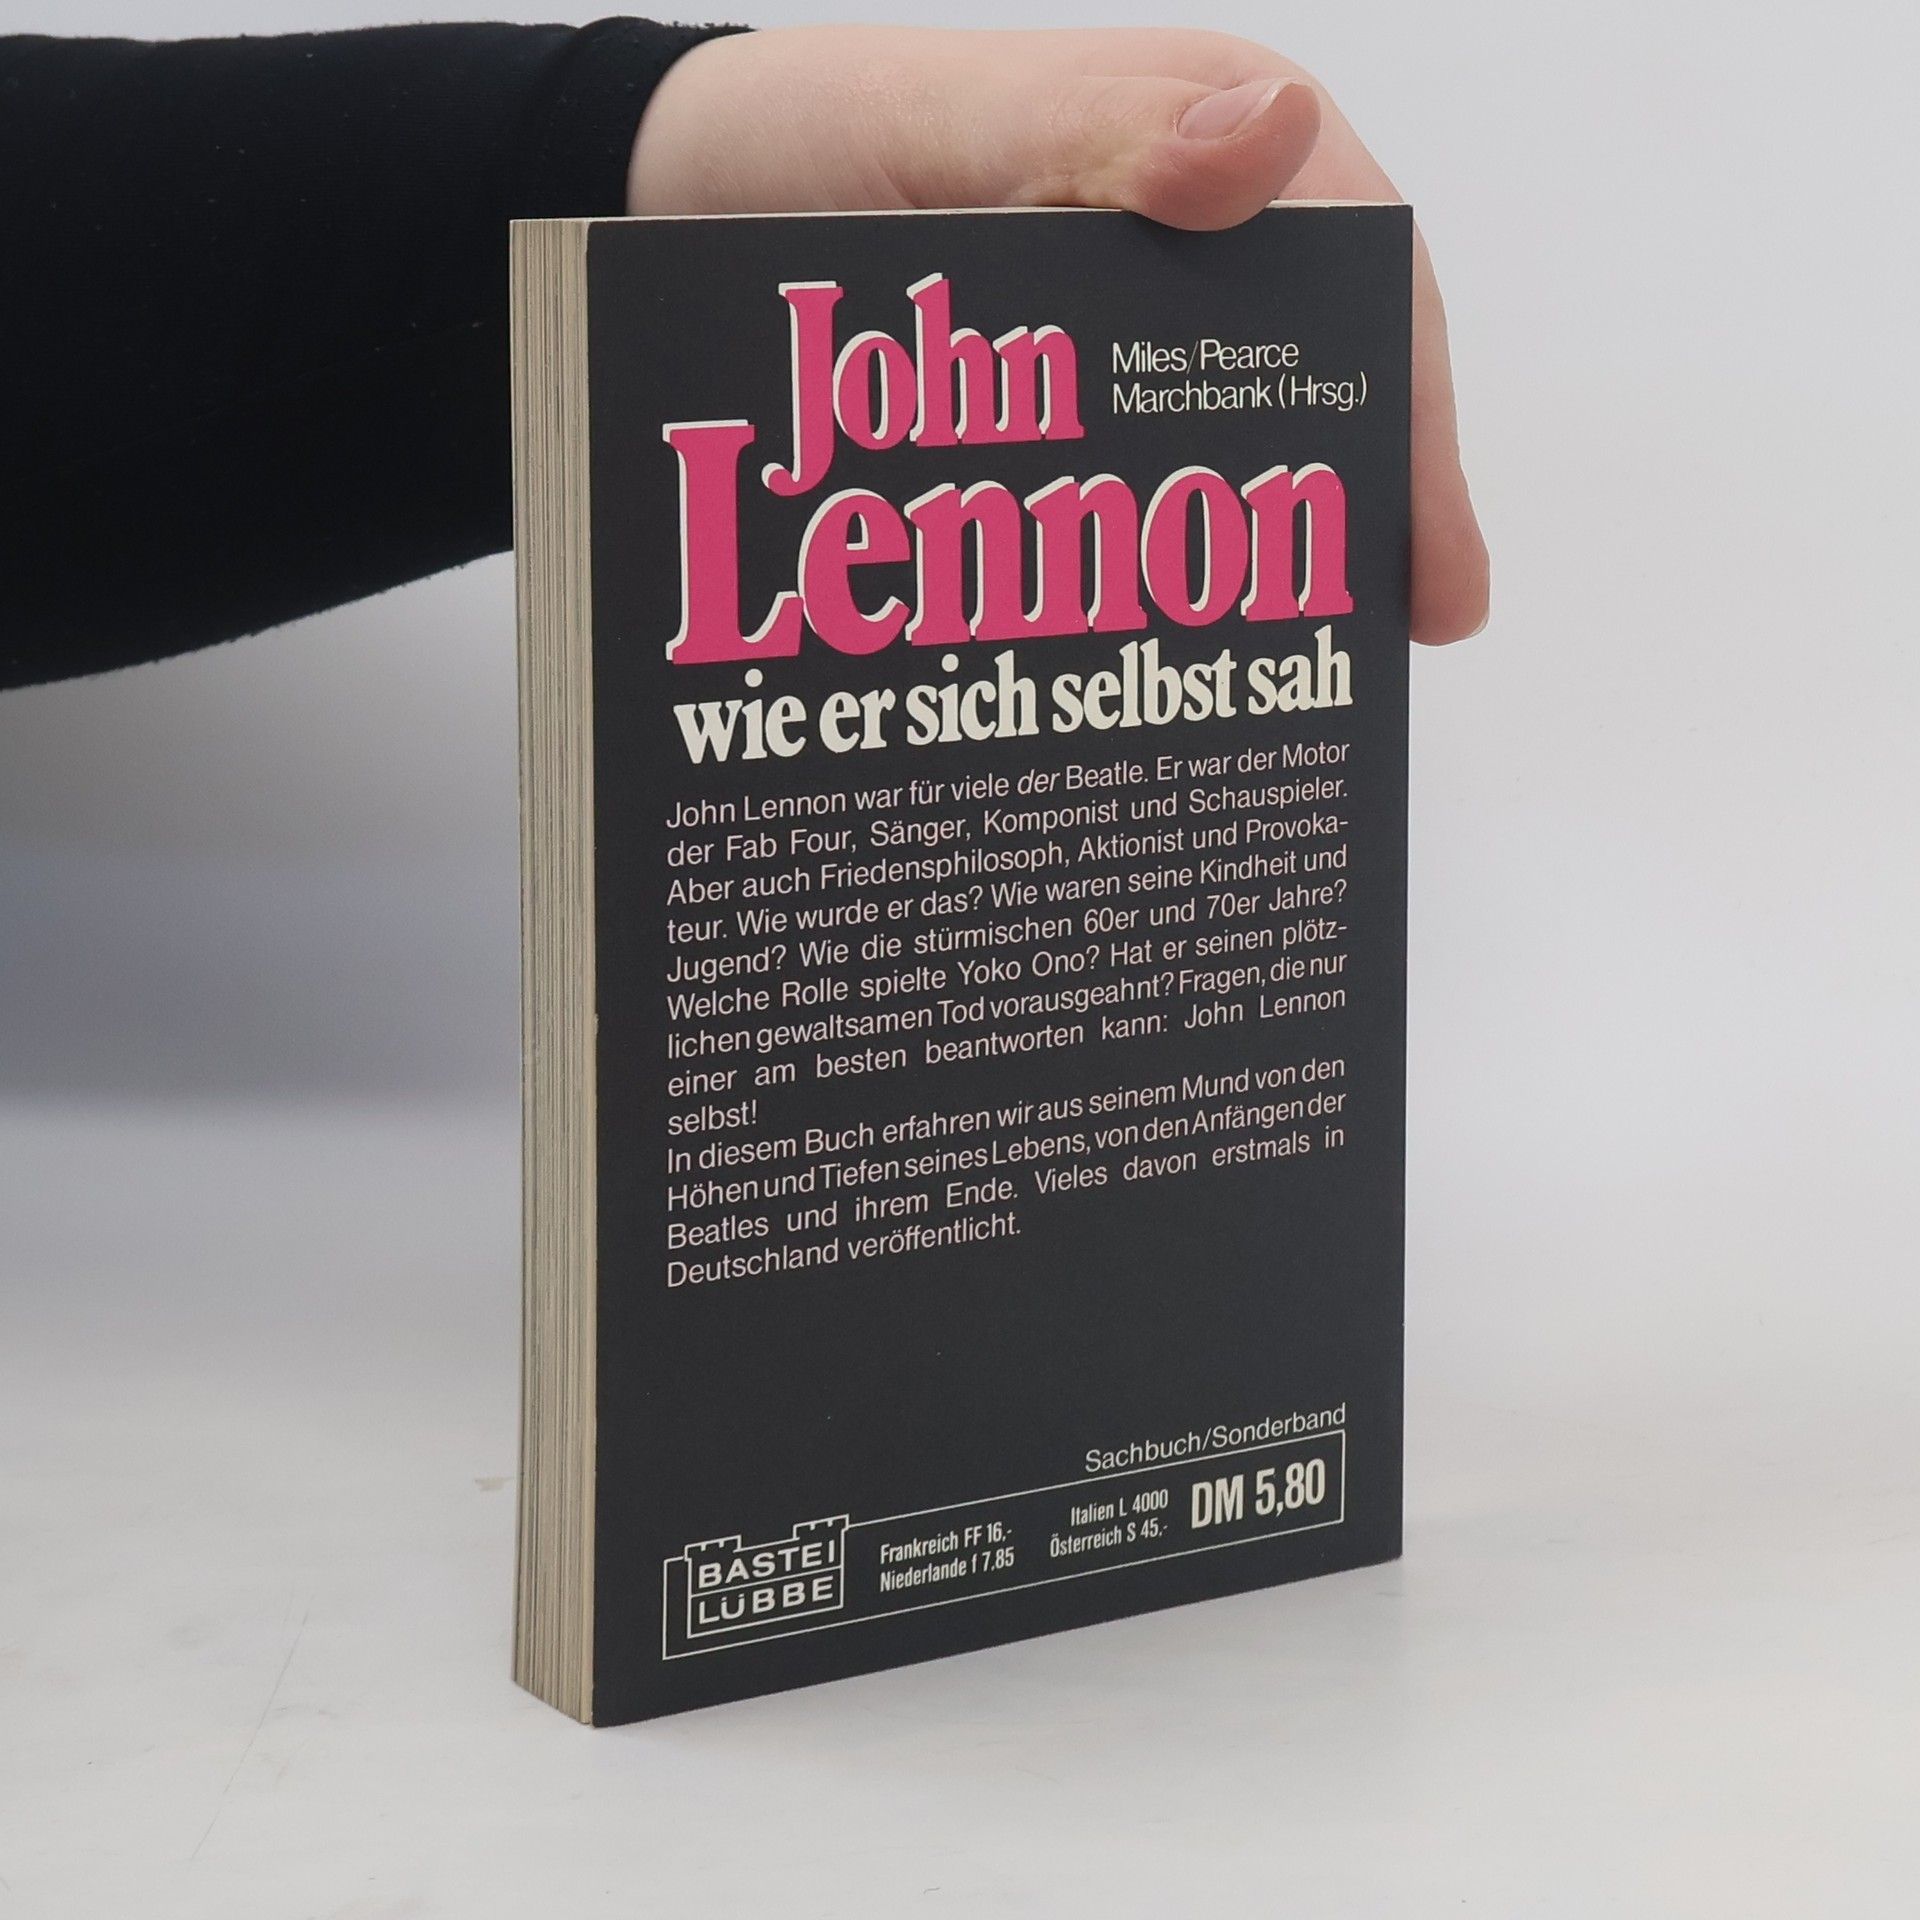 John
Lennon
Miles/Pearce
Marchbank (Hrsg.)
wie er sich selbst sah
John Lennon war für viele der Beatle. Er war der Motor
der Fab Four, Sänger, Komponist und Schauspieler.
Aber auch Friedensphilosoph, Aktionist und Provoka-
teur. Wie wurde er das? Wie waren seine Kindheit und
Jugend? Wie die stürmischen 60er und 70er Jahre?
Welche Rolle spielte Yoko Ono? Hat er seinen plötz-
lichen gewaltsamen Tod vorausgeahnt? Fragen, die nur
einer am besten beantworten kann: John Lennon
selbst!
In diesem Buch erfahren wir aus seinem Mund von den
Höhen und Tiefen seines Lebens, von den Anfängen der
Beatles und ihrem Ende. Vieles davon erstmals in
Deutschland veröffentlicht.
Sachbuch/Sonderband
BASTEI
LÜBBE
Frankreich FF 16,-
Niederlande f 7.85
Italien L 4000
Österreich S 45,-
DM 5,80